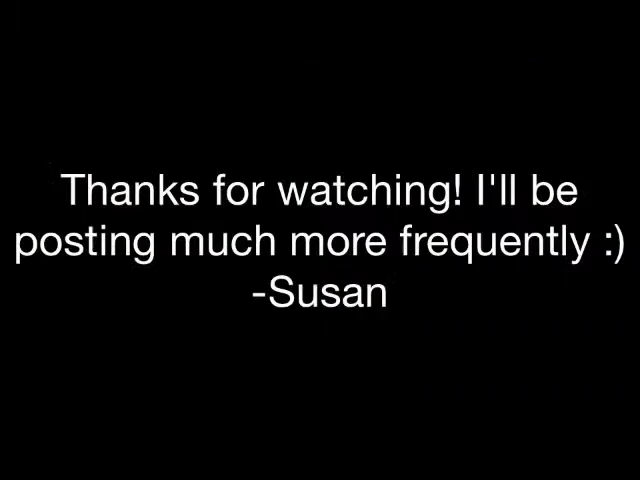 Thanks for watching! I'll be
posting much more frequently :)
-Susan